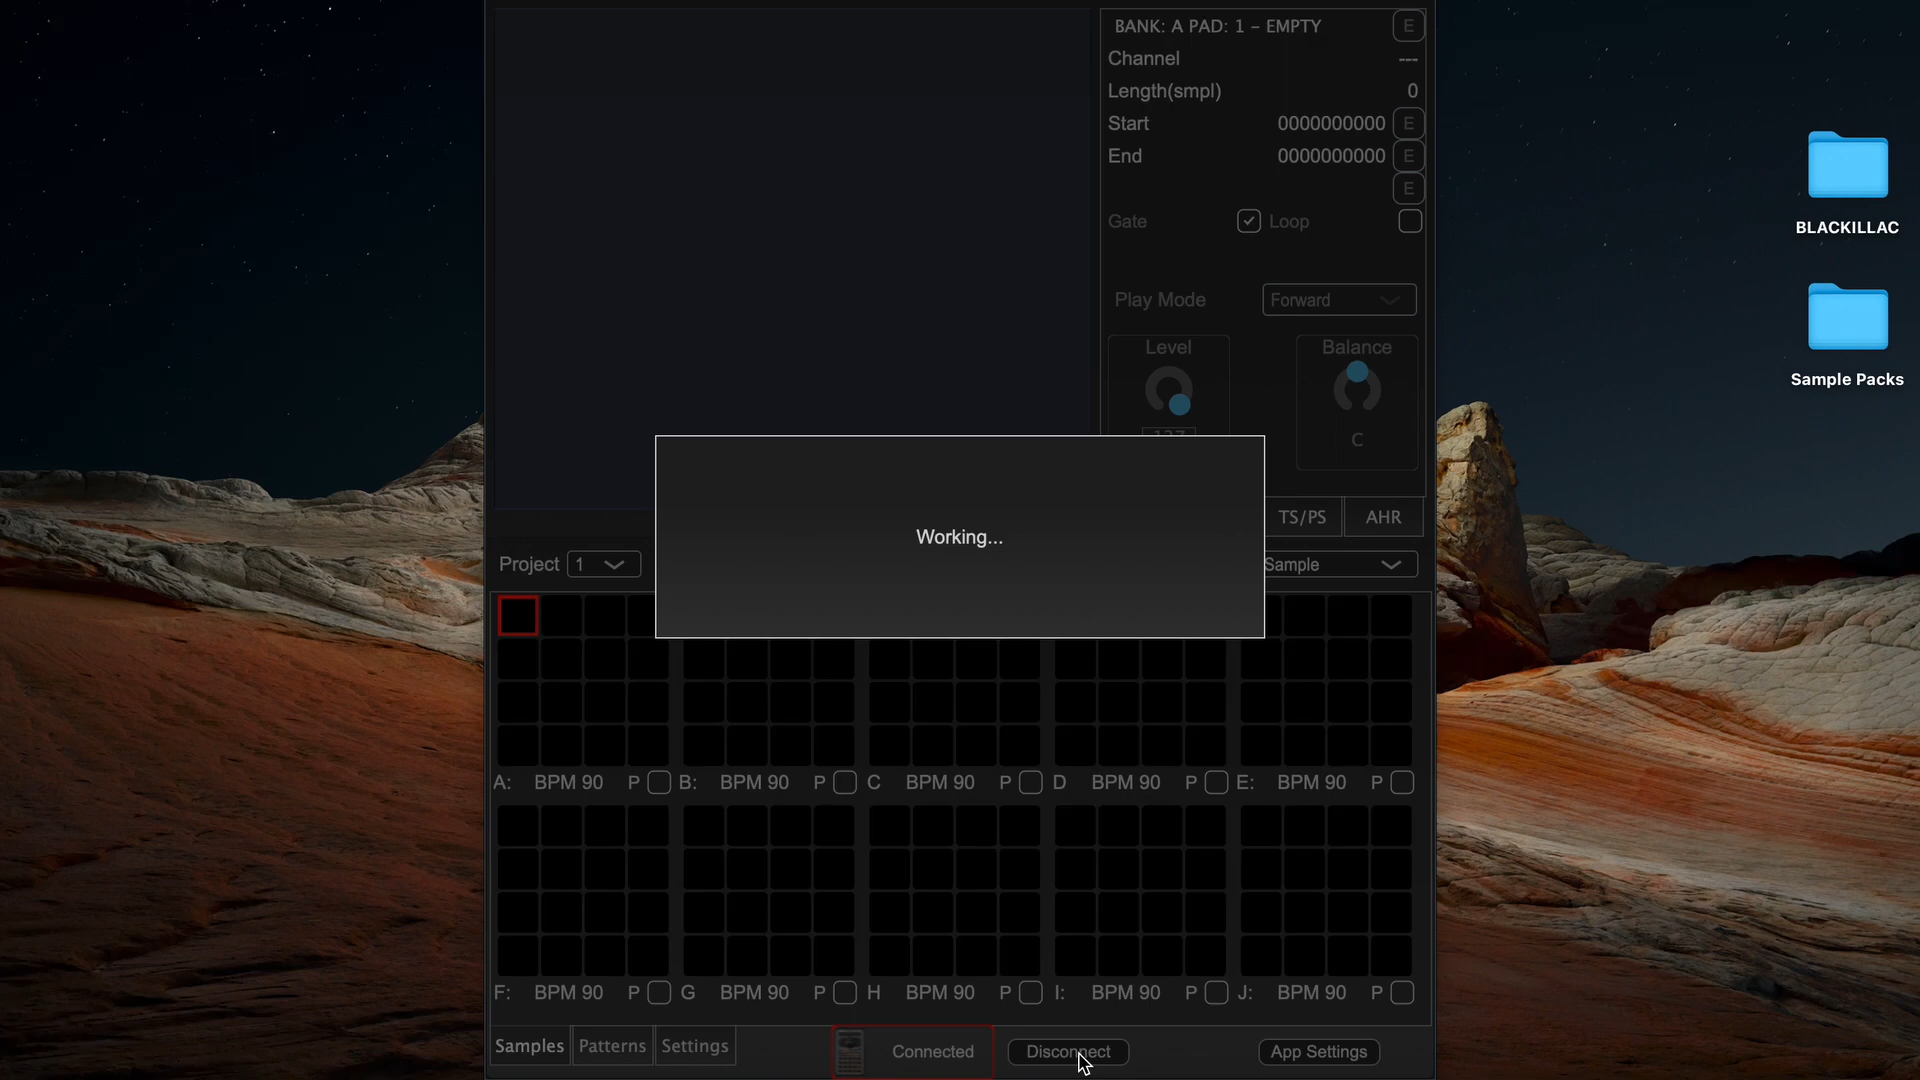 BANK: A PAD: 1 – EMPTY E
Channel ---
Length(smpl) 0
Start 0000000000 E
End 0000000000 E
E
Gate Loop
Play Mode Forward
Level Balance
127
C
Working...
TS/PS AHR
Project 1 Sample
A: BPM 90 P B: BPM 90 P C BPM 90 P D BPM 90 P E: BPM 90 P
F: BPM 90 P G BPM 90 P H BPM 90 P I: BPM 90 P J: BPM 90 P
Samples Patterns Settings Connected Disconnect App Settings
BLACKILLAC
Sample Packs